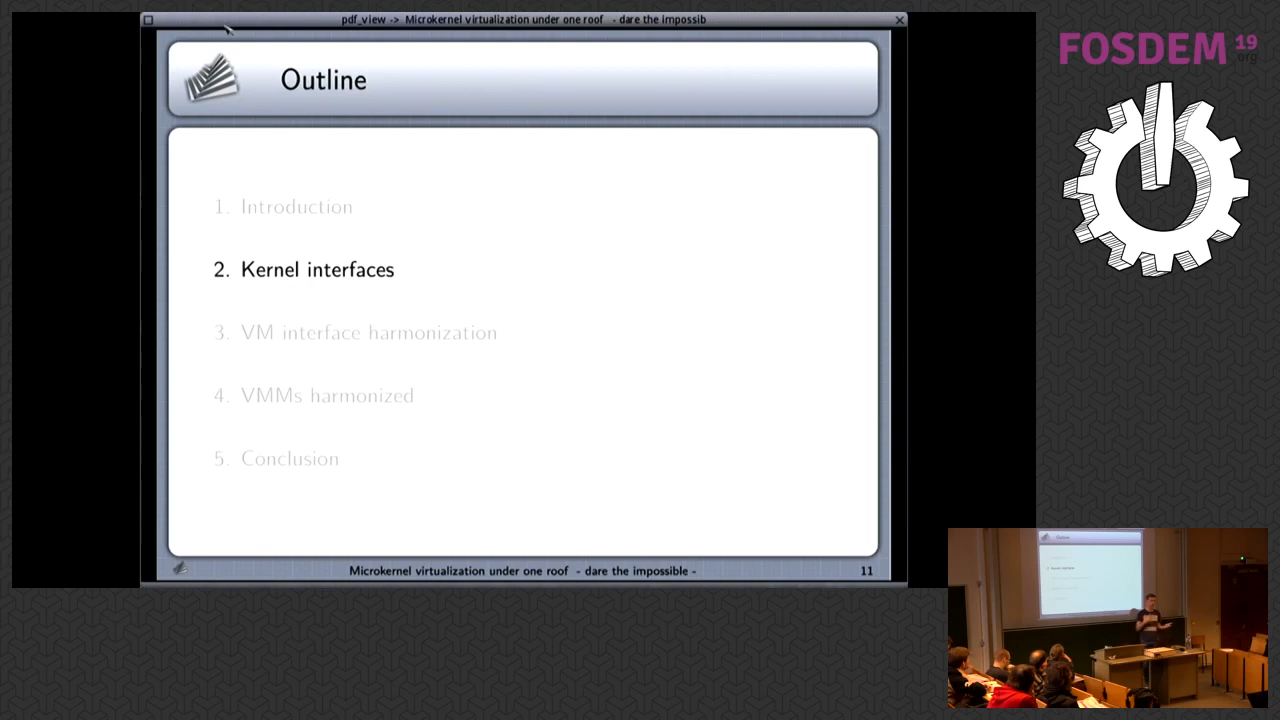 pdf_view -> Microkernel virtualization under one roof - dare the impossib
FOSDEM 19
.org
Outline
1. Introduction
2. Kernel interfaces
3. VM interface harmonization
4. VMMs harmonized
5. Conclusion
Microkernel virtualization under one roof - dare the impossible -
11
Outline